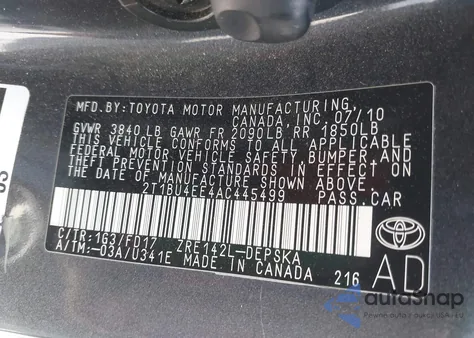 MFD.BY:TOYOTA MOTOR MANUFACTURING,
CANADA, INC. 07/10
GVWR 3840 LB GAWR FR 2090LB RR 1850LB
THIS VEHICLE CONFORMS TO ALL APPLICABLE
FEDERAL MOTOR VEHICLE SAFETY, BUMPER, AND
THEFT PREVENTION STANDARDS IN EFFECT ON
THE DATE OF MANUFACTURE SHOWN ABOVE.
2T1BU4EE4AC445499 PASS.CAR
C/TR:1G3/FD17 ZRE142L-DEPSKA
A/TM:-03A/U341E MADE IN CANADA 216
TOYOTA
AD
autoShap